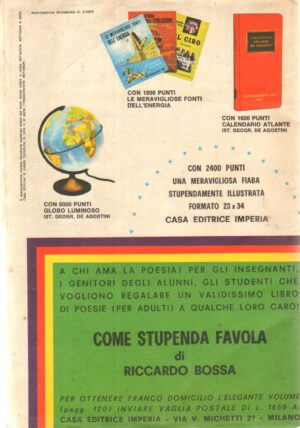 Autorizzazione Ministeriale N.
LE MERAVIGLIOSE FONTI
DELL'ENERGIA
IL CIBO
CON 1000 PUNTI
LE MERAVIGLIOSE FONTI
DELL'ENERGIA
CALENDARIO
ATLANTE
DE AGOSTINI
CON 1600 PUNTI
CALENDARIO ATLANTE
IST. GEOGR. DE AGOSTINI
CON 6000 PUNTI
GLOBO LUMINOSO
IST. GEOGR. DE AGOSTINI
CON 2400 PUNTI
UNA MERAVIGLIOSA FIABA
STUPENDAMENTE ILLUSTRATA
FORMATO 23 x 34
CASA EDITRICE IMPERIA
A CHI AMA LA POESIA! PER GLI INSEGNANTI,
I GENITORI DEGLI ALUNNI, GLI STUDENTI CHE
VOGLIONO REGALARE UN VALIDISSIMO LIBRO
DI POESIE (PER ADULTI) A QUALCHE LORO CARO!
COME STUPENDA FAVOLA
di
RICCARDO BOSSA
PER OTTENERE FRANCO DOMICILIO L'ELEGANTE VOLUME
(pagg. 120) INVIARE VAGLIA POSTALE DI L. 1650 A
CASA EDITRICE IMPERIA - VIA V. MICHETTI 21 - MILANO